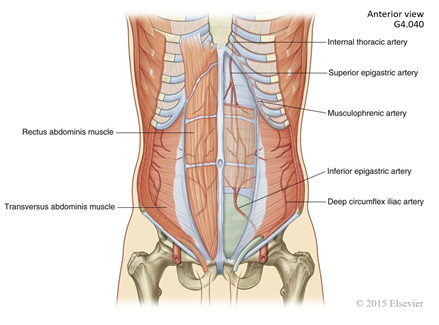 Anterior view
G4.040
Internal thoracic artery
Superior epigastric artery
Musculophrenic artery
Rectus abdominis muscle
Inferior epigastric artery
Transversus abdominis muscle
Deep circumflex iliac artery
© 2015 Elsevier